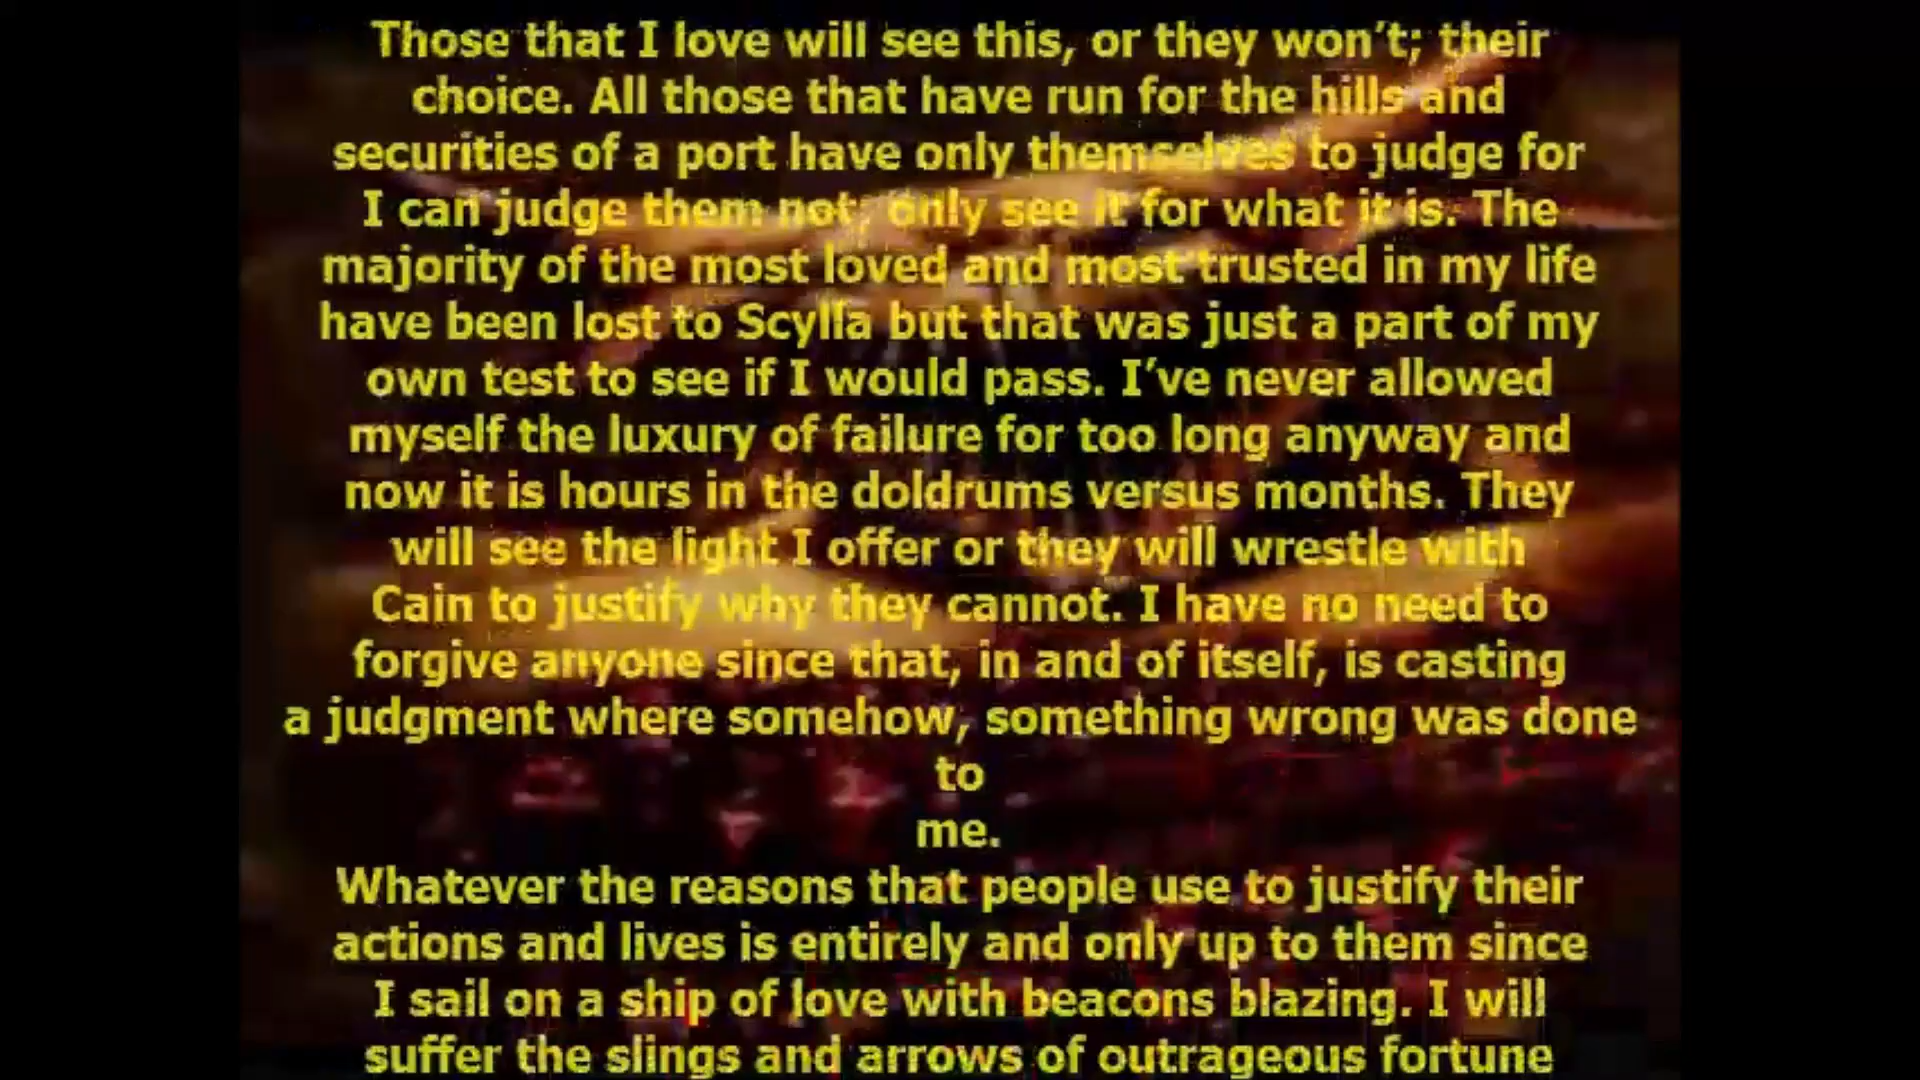 Those that I love will see this, or they won’t; their
choice. All those that have run for the hills and
securities of a port have only themselves to judge for
I can judge them not, only see it for what it is. The
majority of the most loved and most trusted in my life
have been lost to Scylla but that was just a part of my
own test to see if I would pass. I’ve never allowed
myself the luxury of failure for too long anyway and
now it is hours in the doldrums versus months. They
will see the light I offer or they will wrestle with
Cain to justify why they cannot. I have no need to
forgive anyone since that, in and of itself, is casting
a judgment where somehow, something wrong was done
to
me.
Whatever the reasons that people use to justify their
actions and lives is entirely and only up to them since
I sail on a ship of love with beacons blazing. I will
suffer the slings and arrows of outrageous fortune